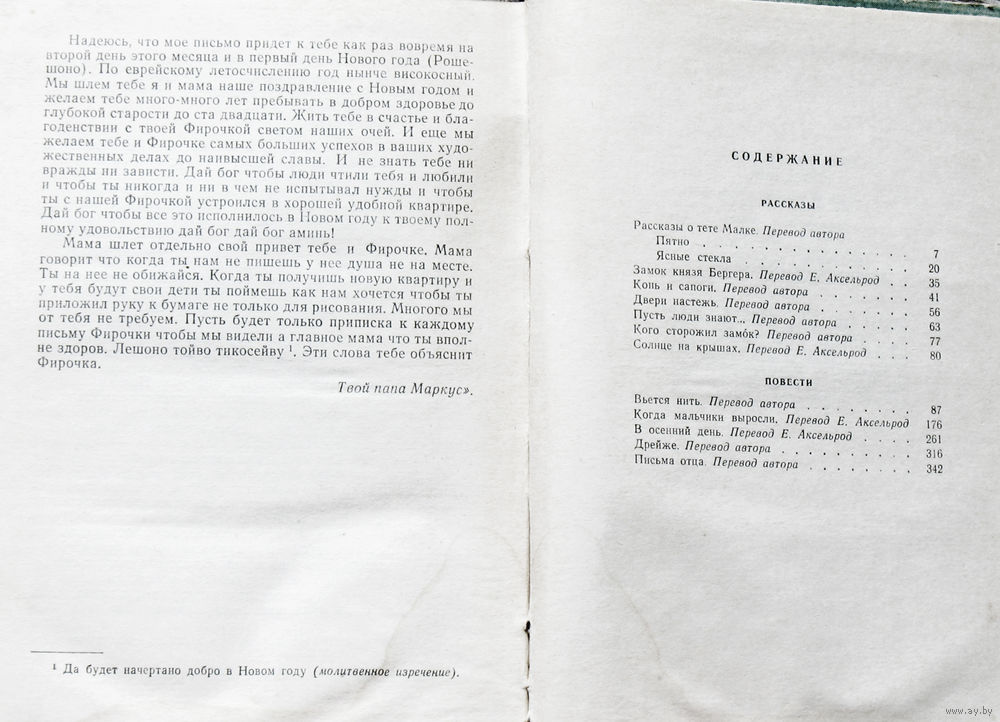 Надеюсь, что мое письмо придет к тебе как раз вовремя на
второй день этого месяца и в первый день Нового года (Роше-
шоно). По еврейскому летосчислению год нынче високосный.
Мы шлем тебе я и мама наше поздравление с Новым годом и
желаем тебе много-много лет пребывать в добром здоровье до
глубокой старости до ста двадцати. Жить тебе в счастье и бла-
годенствии с твоей Фирочкой светом наших очей. И еще мы
желаем тебе и Фирочке самых больших успехов в ваших худо-
жественных делах до наивысшей славы. И не знать тебе ни
вражды ни зависти. Дай бог чтобы люди чтили тебя и любили
и чтобы ты никогда и ни в чем не испытывал нужды и чтобы
ты с нашей Фирочкой устроился в хорошей удобной квартире.
Дай бог чтобы все это исполнилось в Новом году к твоему пол-
ному удовольствию дай бог дай бог аминь!
Мама шлет отдельно свой привет тебе и Фирочке. Мама
говорит что когда ты нам не пишешь у нее душа не на месте.
Ты на нее не обижайся. Когда ты получишь новую квартиру и
у тебя будут свои дети ты поймешь как нам хочется чтобы ты
приложил руку к бумаге не только для рисования. Многого мы
от тебя не требуем. Пусть будет только приписка к каждому
письму Фирочки чтобы мы видели а главное мама что ты впол-
не здоров. Лешоно тойво тикосейву ¹. Эти слова тебе объяснит
Фирочка.
Твой папа Маркус».
¹ Да будет начертано добро в Новом году (молитвенное изречение).
СОДЕРЖАНИЕ
РАССКАЗЫ
Рассказы о тете Малке. Перевод автора
Пятно . . . . . . . . . . . . 7
Ясные стекла . . . . . . . . . . 20
Замок князя Бергера. Перевод Е. Аксельрод . . 35
Конь и сапоги. Перевод автора . . . . . . 41
Двери настежь. Перевод автора . . . . . . 56
Пусть люди знают... Перевод автора . . . . . 63
Кого сторожил замо́к? Перевод автора . . . . 77
Солнце на крышах. Перевод Е. Аксельрод . . . 80
ПОВЕСТИ
Вьется нить. Перевод автора . . . . . . . . 87
Когда мальчики выросли. Перевод Е. Аксельрод 176
В осенний день. Перевод Е. Аксельрод . . . . 261
Дрейже. Перевод автора . . . . . . . . . 316
Письма отца. Перевод автора . . . . . . . . 342
www.ay.by